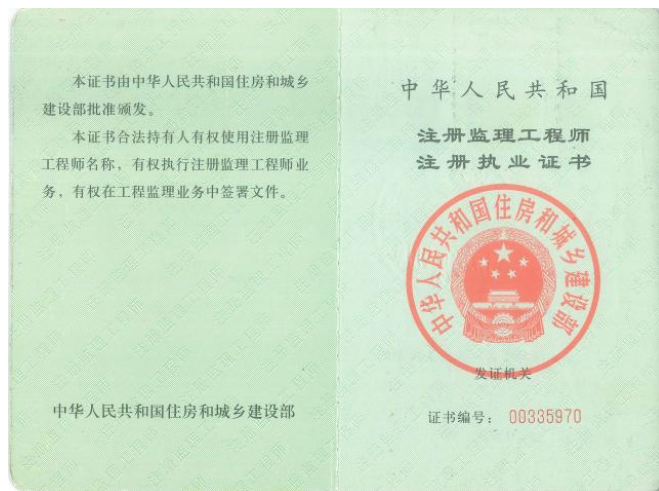 本证书由中华人民共和国住房和城乡
建设部批准颁发。
本证书合法持有人有权使用注册监理
工程师名称，有权执行注册监理工程师业
务，有权在工程监理业务中签署文件。
中华人民共和国住房和城乡建设部
中华人民共和国
注册监理工程师
注册执业证书
中华人民共和国住房和城乡建设部
发证机关
证书编号：00335970